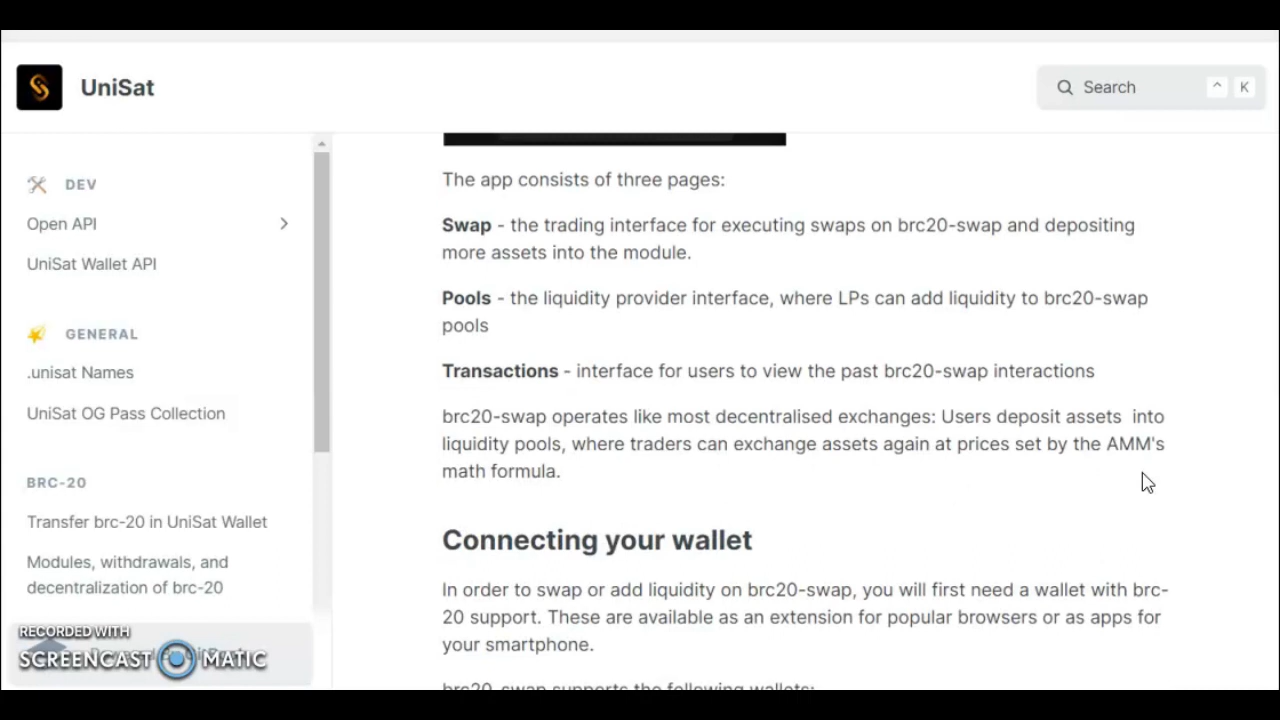 UniSat
Search
^ K
DEV
Open API
UniSat Wallet API
GENERAL
.unisat Names
UniSat OG Pass Collection
BRC-20
Transfer brc-20 in UniSat Wallet
Modules, withdrawals, and
decentralization of brc-20
RECORDED WITH
SCREENCAST MATIC
The app consists of three pages:
Swap - the trading interface for executing swaps on brc20-swap and depositing
more assets into the module.
Pools - the liquidity provider interface, where LPs can add liquidity to brc20-swap
pools
Transactions - interface for users to view the past brc20-swap interactions
brc20-swap operates like most decentralised exchanges: Users deposit assets into
liquidity pools, where traders can exchange assets again at prices set by the AMM's
math formula.
Connecting your wallet
In order to swap or add liquidity on brc20-swap, you will first need a wallet with brc-
20 support. These are available as an extension for popular browsers or as apps for
your smartphone.
brc20-swap supports the following wallets: